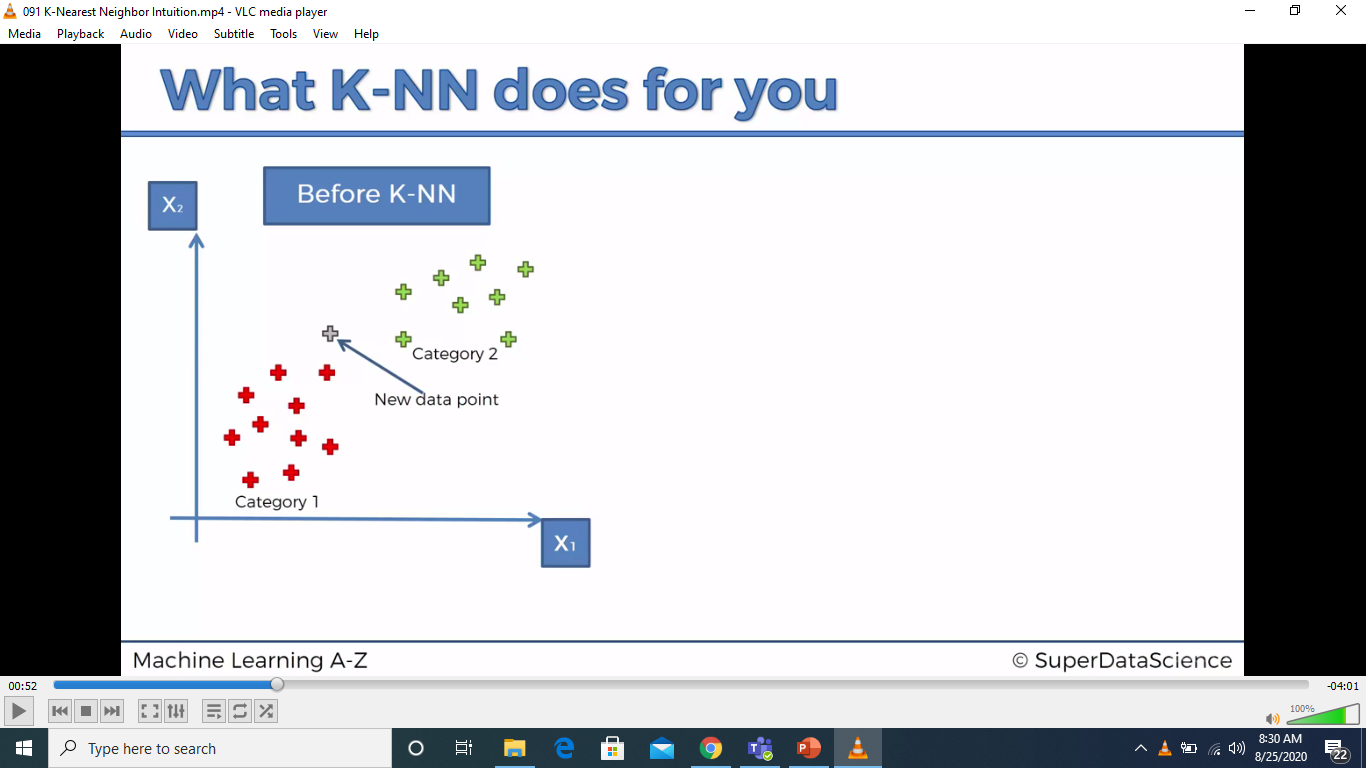 091 K-Nearest Neighbor Intuition.mp4 - VLC media player
Media Playback Audio Video Subtitle Tools View Help
What K-NN does for you
Before K-NN
X₂
Category 2
New data point
Category 1
X₁
Machine Learning A-Z
© SuperDataScience
00:52
-04:01
100%
Type here to search
8:30 AM
8/25/2020
22